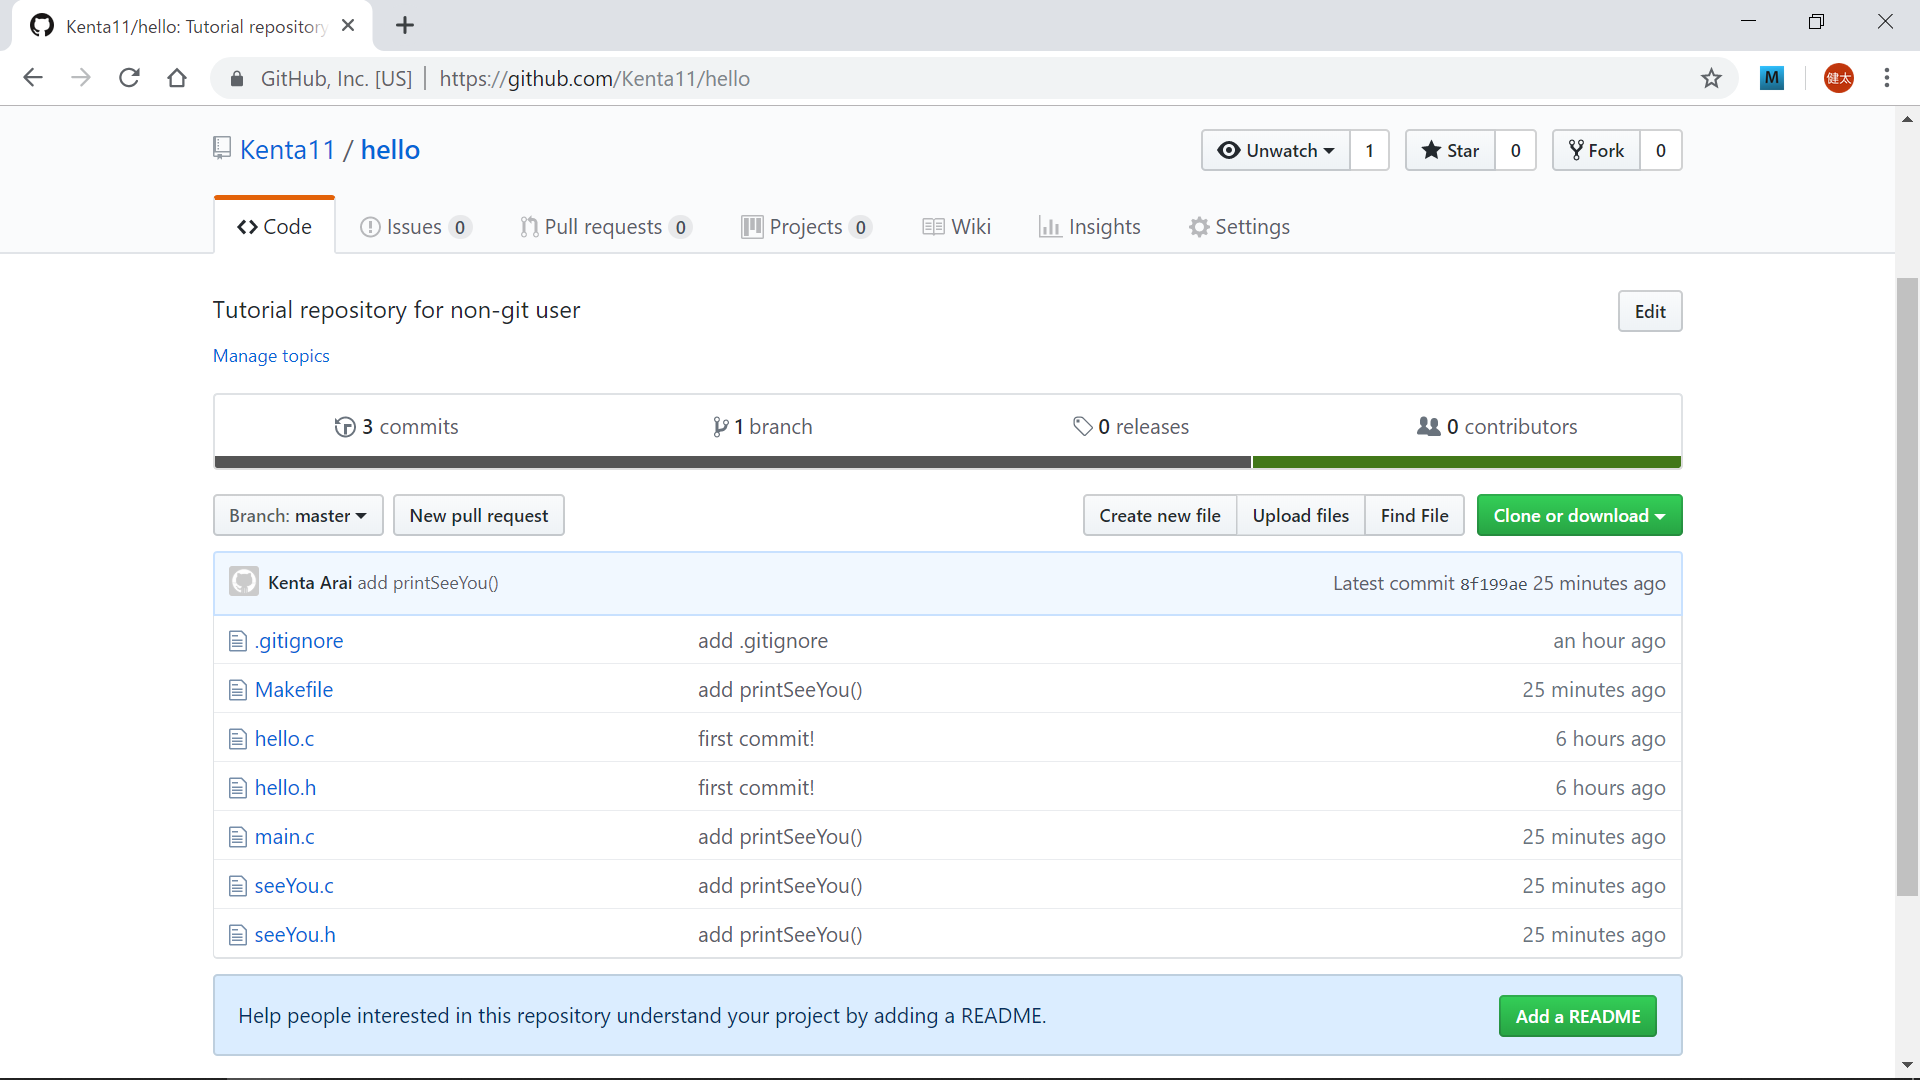 Kenta11/hello: Tutorial repository
GitHub, Inc. [US] | https://github.com/Kenta11/hello
M
健太
Kenta11 / hello
Unwatch 1
Star 0
Fork 0
Code
Issues 0
Pull requests 0
Projects 0
Wiki
Insights
Settings
Tutorial repository for non-git user
Edit
Manage topics
3 commits
1 branch
0 releases
0 contributors
Branch: master
New pull request
Create new file
Upload files
Find File
Clone or download
Kenta Arai add printSeeYou()
Latest commit 8f199ae 25 minutes ago
.gitignore add .gitignore an hour ago
Makefile add printSeeYou() 25 minutes ago
hello.c first commit! 6 hours ago
hello.h first commit! 6 hours ago
main.c add printSeeYou() 25 minutes ago
seeYou.c add printSeeYou() 25 minutes ago
seeYou.h add printSeeYou() 25 minutes ago
Help people interested in this repository understand your project by adding a README.
Add a README